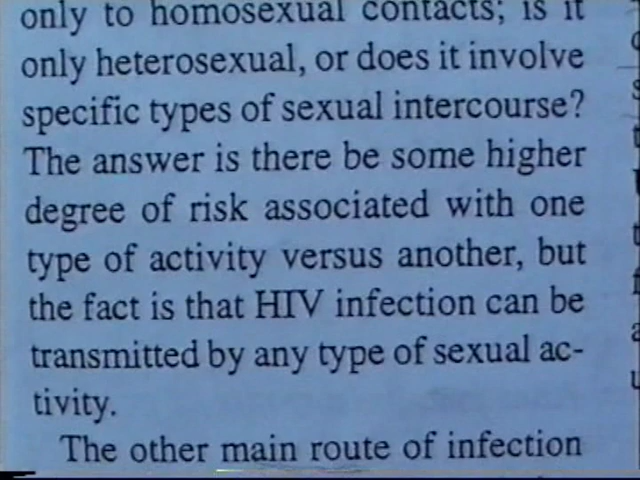 only to homosexual contacts; is it
only heterosexual, or does it involve
specific types of sexual intercourse?
The answer is there be some higher
degree of risk associated with one
type of activity versus another, but
the fact is that HIV infection can be
transmitted by any type of sexual ac-
tivity.
The other main route of infection